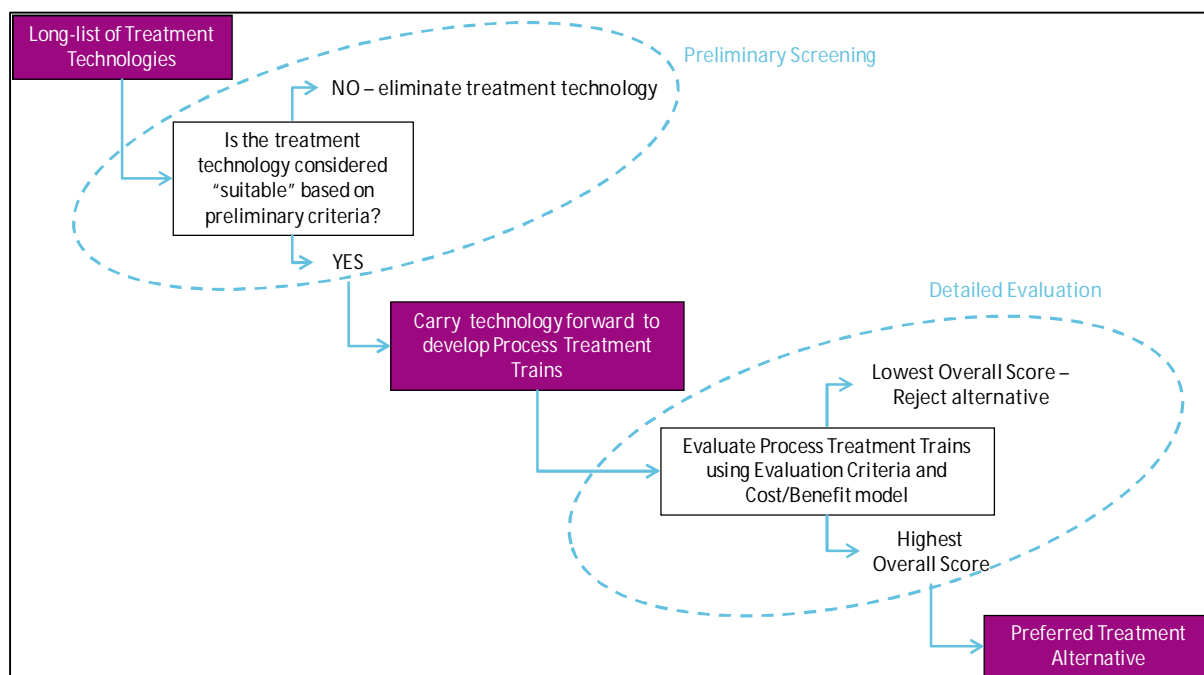 Long-list of Treatment
Technologies
Preliminary Screening
NO – eliminate treatment technology
Is the treatment
technology considered
“suitable” based on
preliminary criteria?
YES
Carry technology forward to
develop Process Treatment
Trains
Detailed Evaluation
Lowest Overall Score –
Reject alternative
Evaluate Process Treatment Trains
using Evaluation Criteria and
Cost/Benefit model
Highest
Overall Score
Preferred Treatment
Alternative